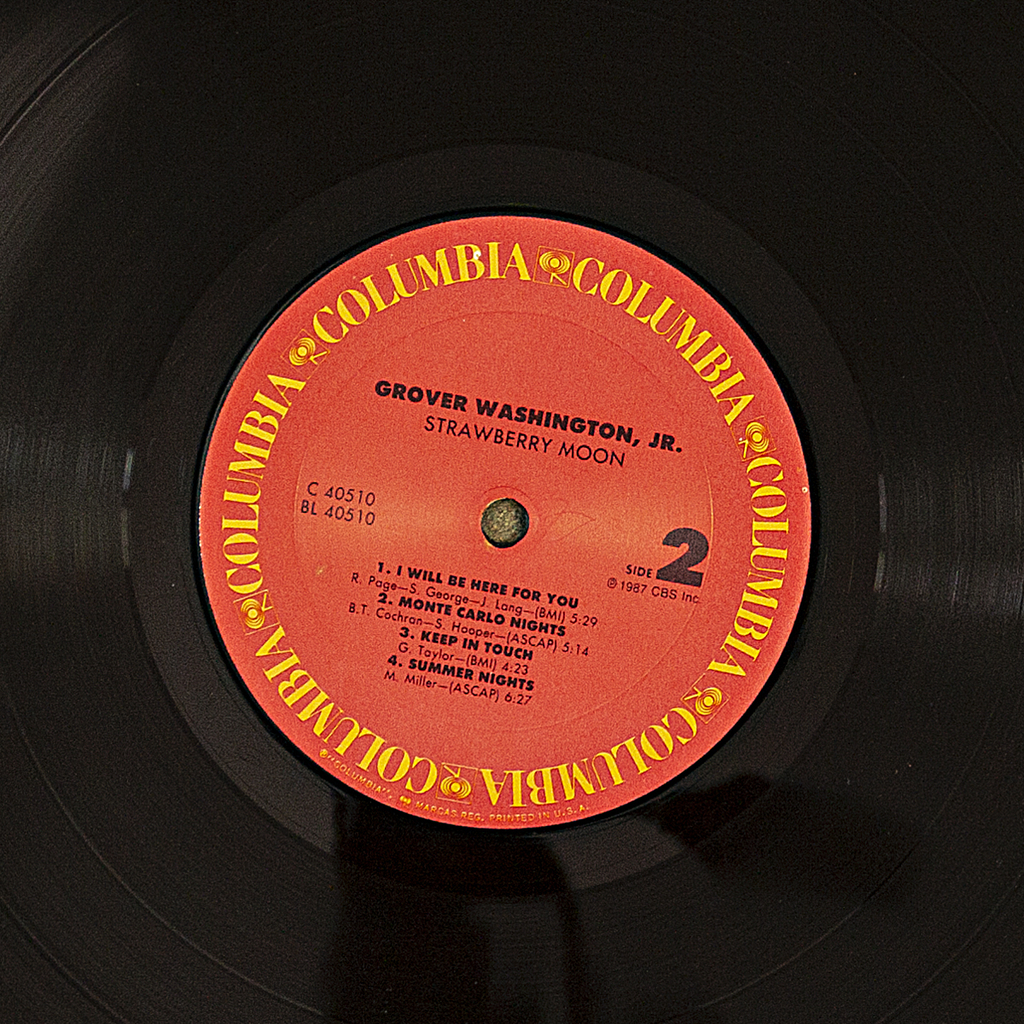 COLUMBIA COLUMBIA COLUMBIA COLUMBIA COLUMBIA COLUMBIA COLUMBIA
GROVER WASHINGTON, JR.
STRAWBERRY MOON
C 40510
BL 40510
SIDE 2
℗ 1987 CBS Inc.
1. I WILL BE HERE FOR YOU
R. Page—S. George—J. Lang—(BMI) 5:29
2. MONTE CARLO NIGHTS
B.T. Cochran—S. Hooper—(ASCAP) 5:14
3. KEEP IN TOUCH
G. Taylor—(BMI) 4:23
4. SUMMER NIGHTS
M. Miller—(ASCAP) 6:27
®"COLUMBIA", MARCAS REG. PRINTED IN U.S.A.